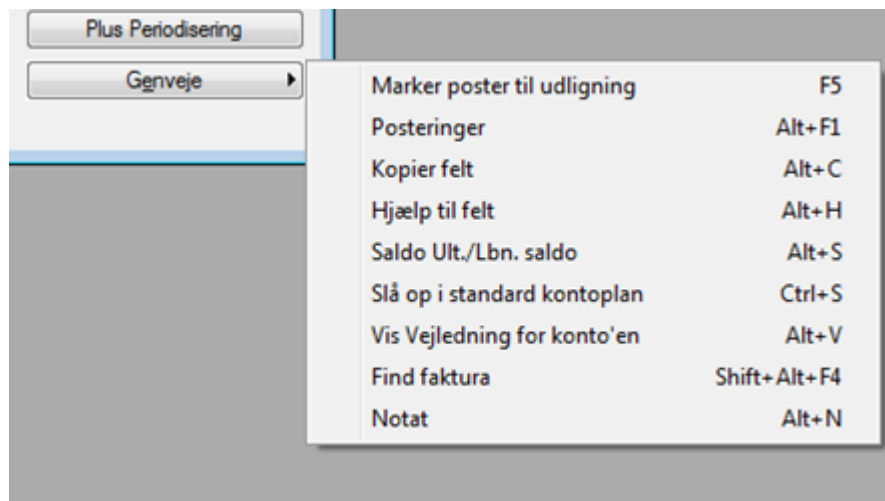 Plus Periodisering
Genveje
Marker poster til udligning F5
Posteringer Alt+F1
Kopier felt Alt+C
Hjælp til felt Alt+H
Saldo Ult./Lbn. saldo Alt+S
Slå op i standard kontoplan Ctrl+S
Vis Vejledning for konto'en Alt+V
Find faktura Shift+Alt+F4
Notat Alt+N